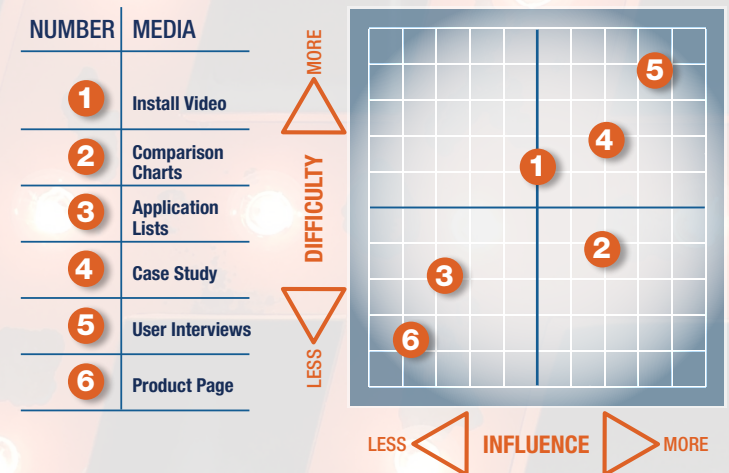 NUMBER MEDIA
1 Install Video
2 Comparison
Charts
3 Application
Lists
4 Case Study
5 User Interviews
6 Product Page
MORE
DIFFICULTY
LESS
5
4
1
2
3
6
LESS INFLUENCE MORE